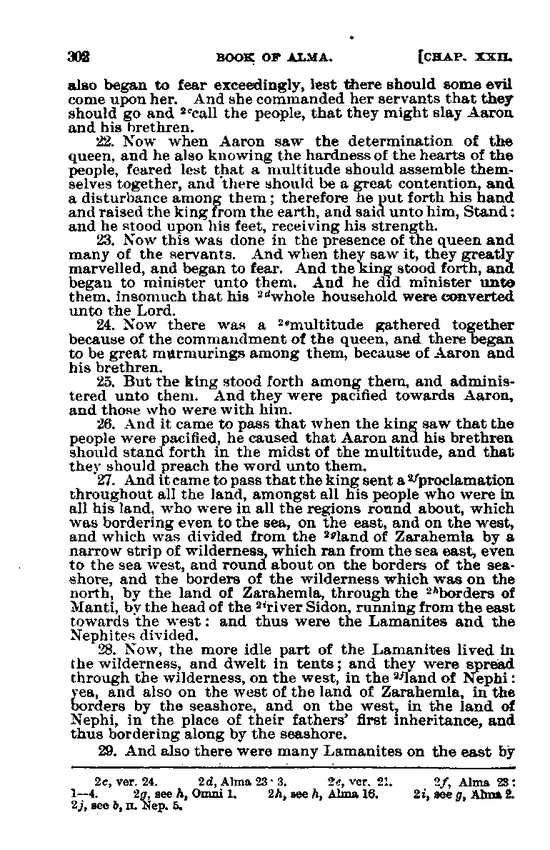 302 BOOK OF ALMA. [CHAP. XXII.
also began to fear exceedingly, lest there should some evil
come upon her. And she commanded her servants that they
should go and 2ccall the people, that they might slay Aaron
and his brethren.
22. Now when Aaron saw the determination of the
queen, and he also knowing the hardness of the hearts of the
people, feared lest that a multitude should assemble them-
selves together, and there should be a great contention, and
a disturbance among them; therefore he put forth his hand
and raised the king from the earth, and said unto him, Stand:
and he stood upon his feet, receiving his strength.
23. Now this was done in the presence of the queen and
many of the servants. And when they saw it, they greatly
marvelled, and began to fear. And the king stood forth, and
began to minister unto them. And he did minister unto
them, insomuch that his 2dwhole household were converted
unto the Lord.
24. Now there was a 2emultitude gathered together
because of the commandment of the queen, and there began
to be great murmurings among them, because of Aaron and
his brethren.
25. But the king stood forth among them, and adminis-
tered unto them. And they were pacified towards Aaron,
and those who were with him.
26. And it came to pass that when the king saw that the
people were pacified, he caused that Aaron and his brethren
should stand forth in the midst of the multitude, and that
they should preach the word unto them.
27. And it came to pass that the king sent a 2fproclamation
throughout all the land, amongst all his people who were in
all his land, who were in all the regions round about, which
was bordering even to the sea, on the east, and on the west,
and which was divided from the 2gland of Zarahemla by a
narrow strip of wilderness, which ran from the sea east, even
to the sea west, and round about on the borders of the sea-
shore, and the borders of the wilderness which was on the
north, by the land of Zarahemla, through the 2hborders of
Manti, by the head of the 2iriver Sidon, running from the east
towards the west: and thus were the Lamanites and the
Nephites divided.
28. Now, the more idle part of the Lamanites lived in
the wilderness, and dwelt in tents; and they were spread
through the wilderness, on the west, in the 2jland of Nephi:
yea, and also on the west of the land of Zarahemla, in the
borders by the seashore, and on the west, in the land of
Nephi, in the place of their fathers' first inheritance, and
thus bordering along by the seashore.
29. And also there were many Lamanites on the east by
2c, ver. 24. 2d, Alma 23: 3. 2e, ver. 21. 2f, Alma 23:
1—4. 2g, see h, Omni 1. 2h, see h, Alma 16. 2i, see g, Alma 2.
2j, see b, II. Nep. 5.